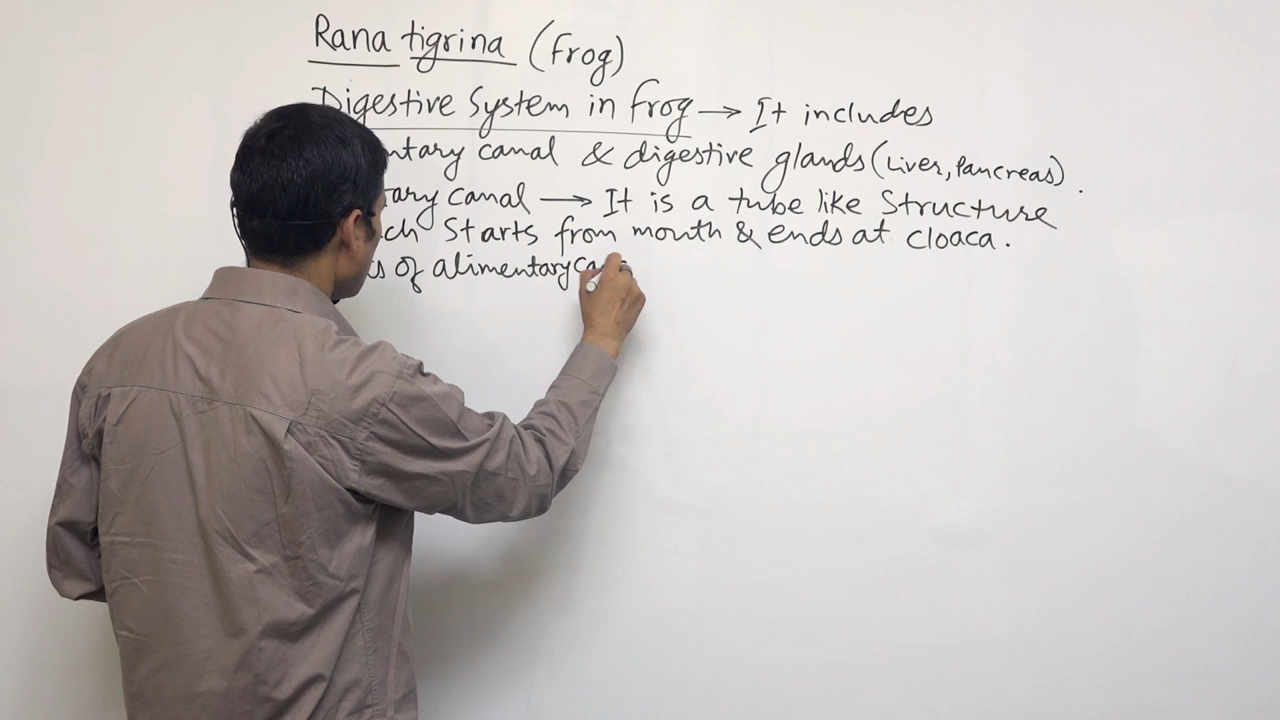 Rana tigrina (frog)
Digestive System in frog → It includes
ntary canal & digestive glands (Liver, Pancreas).
ary canal → It is a tube like Structure
ch Starts from mouth & ends at cloaca.
s of alimentary ca